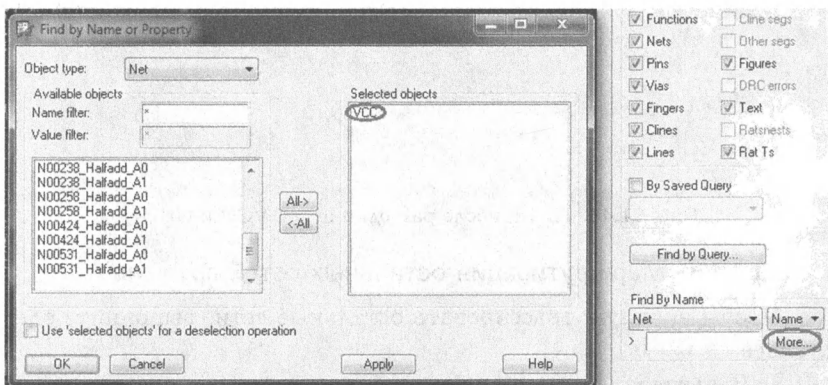 Find by Name or Property
Object type:
Net
Available objects
Name filter:
*
Value filter:
*
N00238_Halfadd_A0
N00238_Halfadd_A1
N00258_Halfadd_A0
N00258_Halfadd_A1
N00424_Halfadd_A0
N00424_Halfadd_A1
N00531_Halfadd_A0
N00531_Halfadd_A1
All->
<-All
Selected objects
VCC
Use 'selected objects' for a deselection operation
OK
Cancel
Apply
Help
Functions
Cline segs
Nets
Other segs
Pins
Figures
Vias
DRC errors
Fingers
Text
Clines
Ratsnests
Lines
Rat Ts
By Saved Query
Find by Query...
Find By Name
Net
Name
>
More...